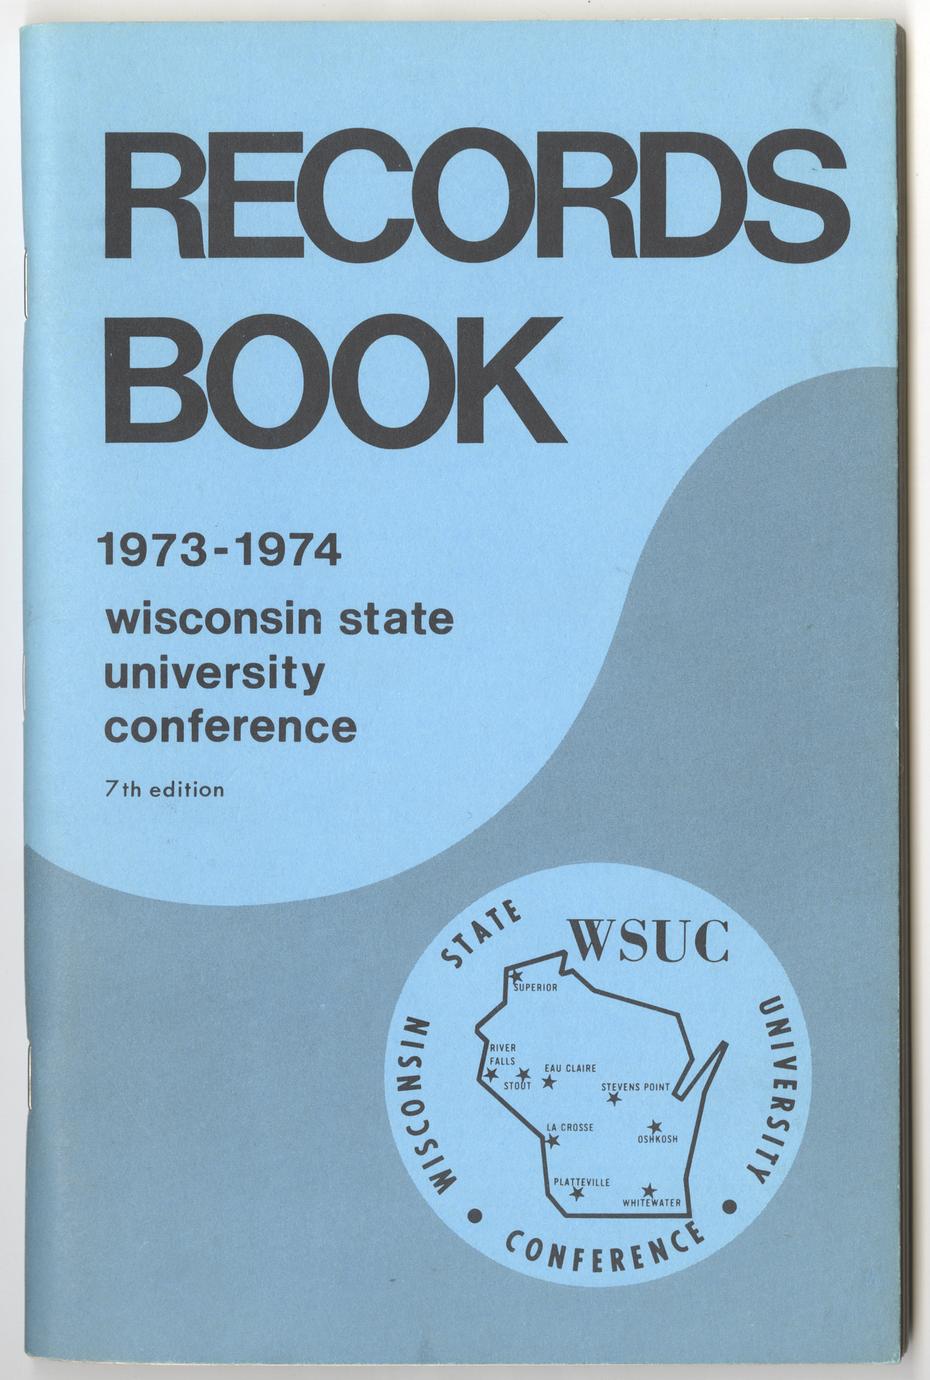 RECORDS
BOOK
1973-1974
wisconsin state
university
conference
7th edition
WISCONSIN STATE WSUC UNIVERSITY
• CONFERENCE •
SUPERIOR
RIVER
FALLS
STOUT
EAU CLAIRE
STEVENS POINT
LA CROSSE
OSHKOSH
PLATTEVILLE
WHITEWATER